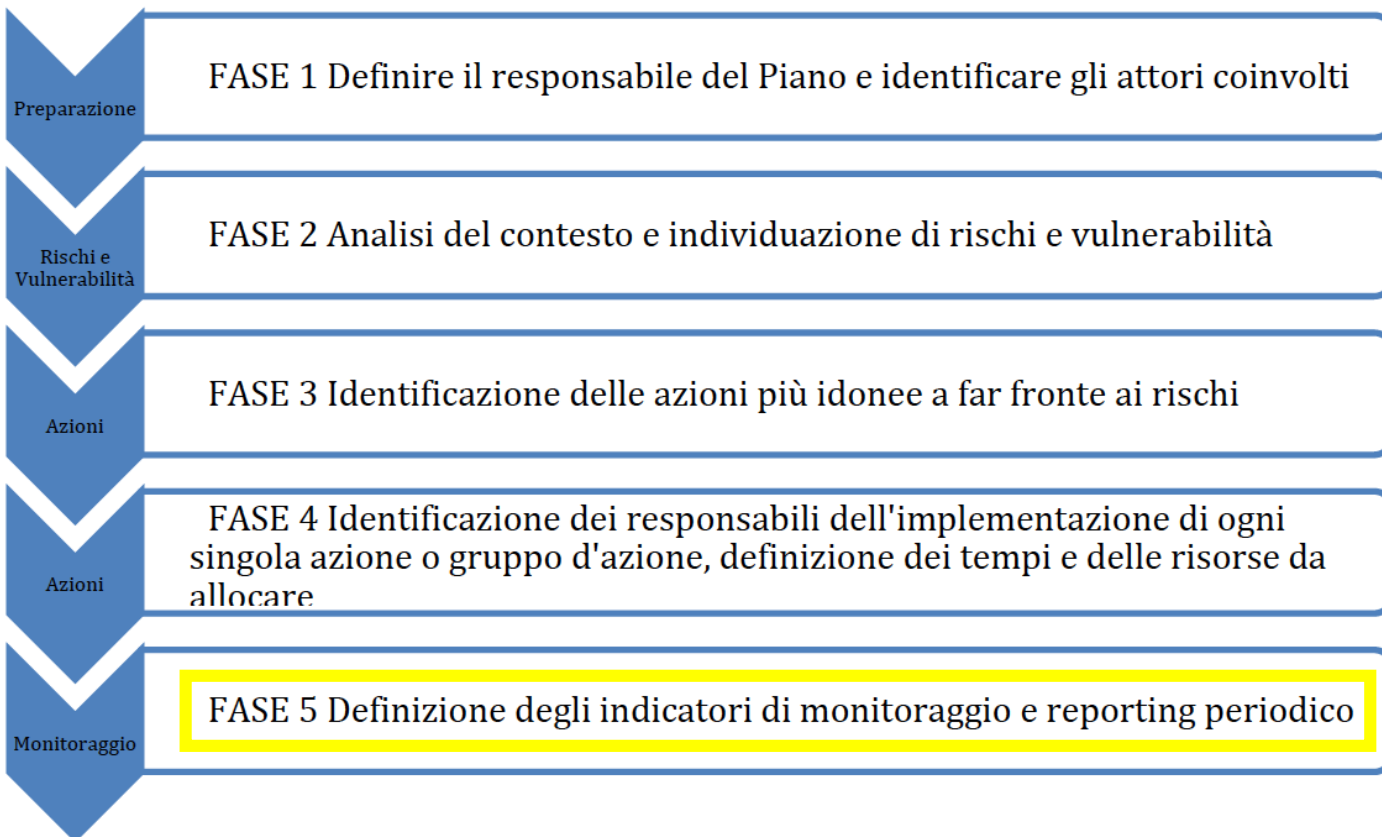 Preparazione
FASE 1 Definire il responsabile del Piano e identificare gli attori coinvolti
Rischi e
Vulnerabilità
FASE 2 Analisi del contesto e individuazione di rischi e vulnerabilità
Azioni
FASE 3 Identificazione delle azioni più idonee a far fronte ai rischi
Azioni
FASE 4 Identificazione dei responsabili dell'implementazione di ogni
singola azione o gruppo d'azione, definizione dei tempi e delle risorse da
allocare
Monitoraggio
FASE 5 Definizione degli indicatori di monitoraggio e reporting periodico